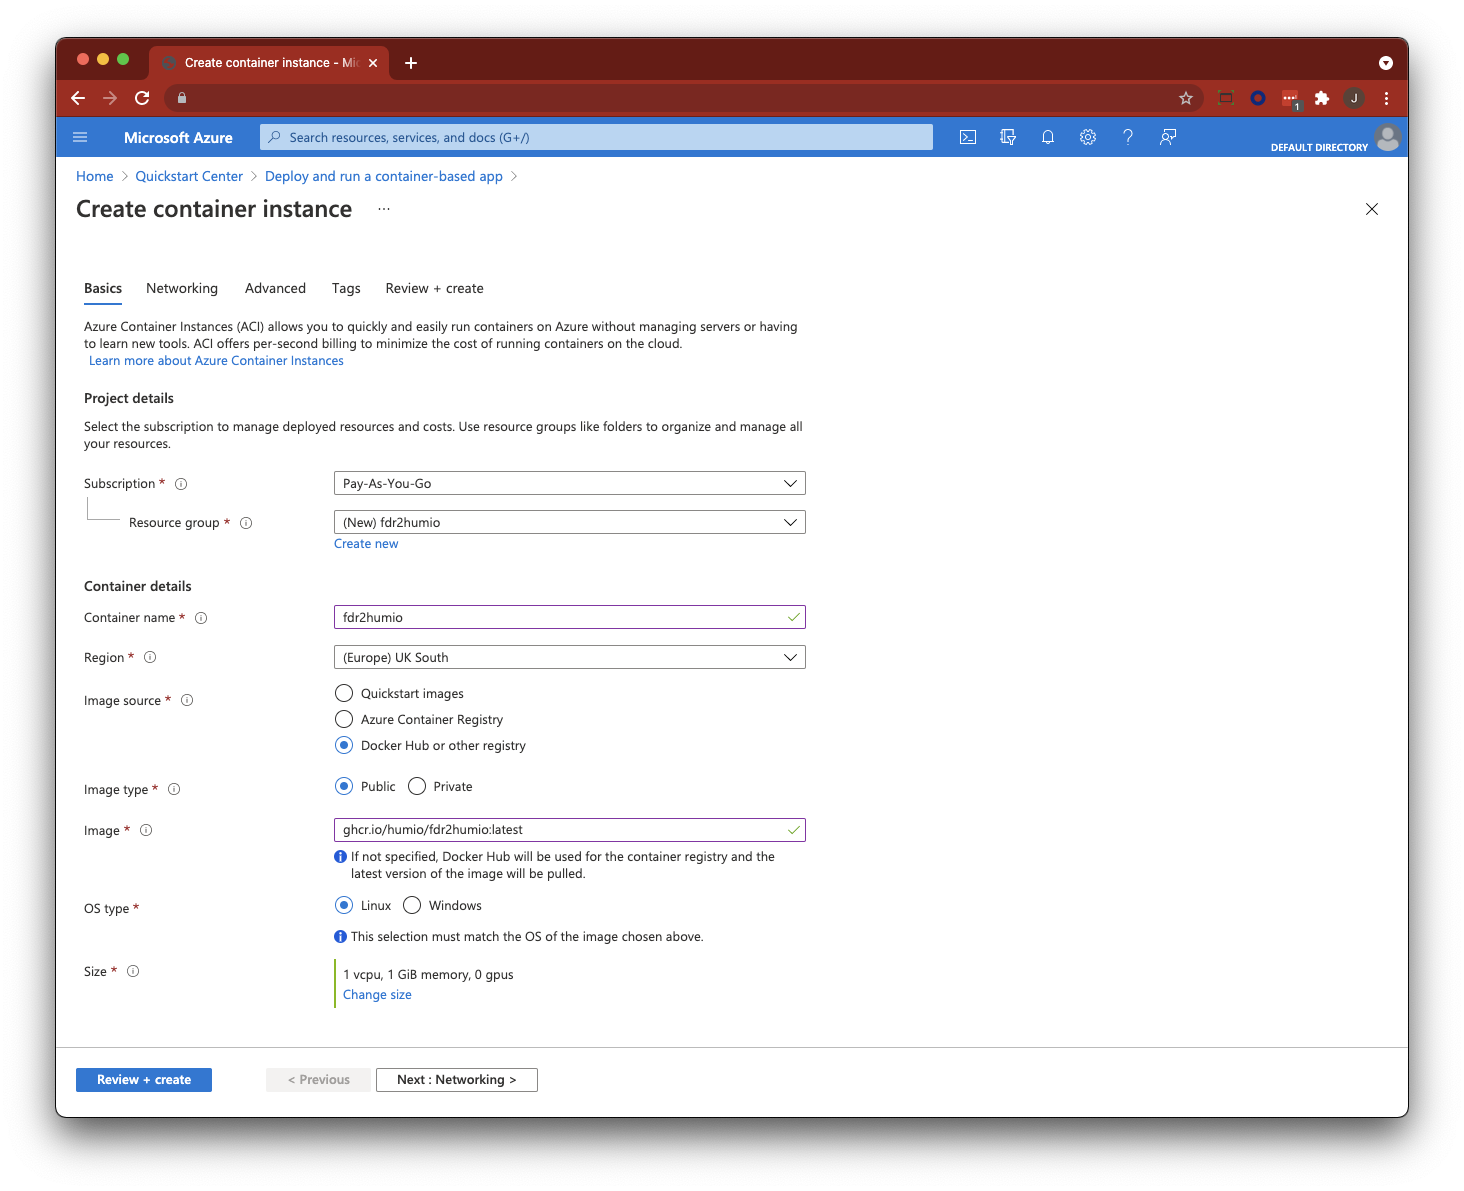 Create container instance - Mi
1
J
Microsoft Azure
Search resources, services, and docs (G+/)
DEFAULT DIRECTORY
Home > Quickstart Center > Deploy and run a container-based app >
Create container instance ...
Basics Networking Advanced Tags Review + create
Azure Container Instances (ACI) allows you to quickly and easily run containers on Azure without managing servers or having
to learn new tools. ACI offers per-second billing to minimize the cost of running containers on the cloud.
Learn more about Azure Container Instances
Project details
Select the subscription to manage deployed resources and costs. Use resource groups like folders to organize and manage all
your resources.
Subscription * Pay-As-You-Go
Resource group * (New) fdr2humio
Create new
Container details
Container name * fdr2humio
Region * (Europe) UK South
Image source * Quickstart images
Azure Container Registry
Docker Hub or other registry
Image type * Public Private
Image * ghcr.io/humio/fdr2humio:latest
If not specified, Docker Hub will be used for the container registry and the
latest version of the image will be pulled.
OS type * Linux Windows
This selection must match the OS of the image chosen above.
Size * 1 vcpu, 1 GiB memory, 0 gpus
Change size
Review + create < Previous Next : Networking >